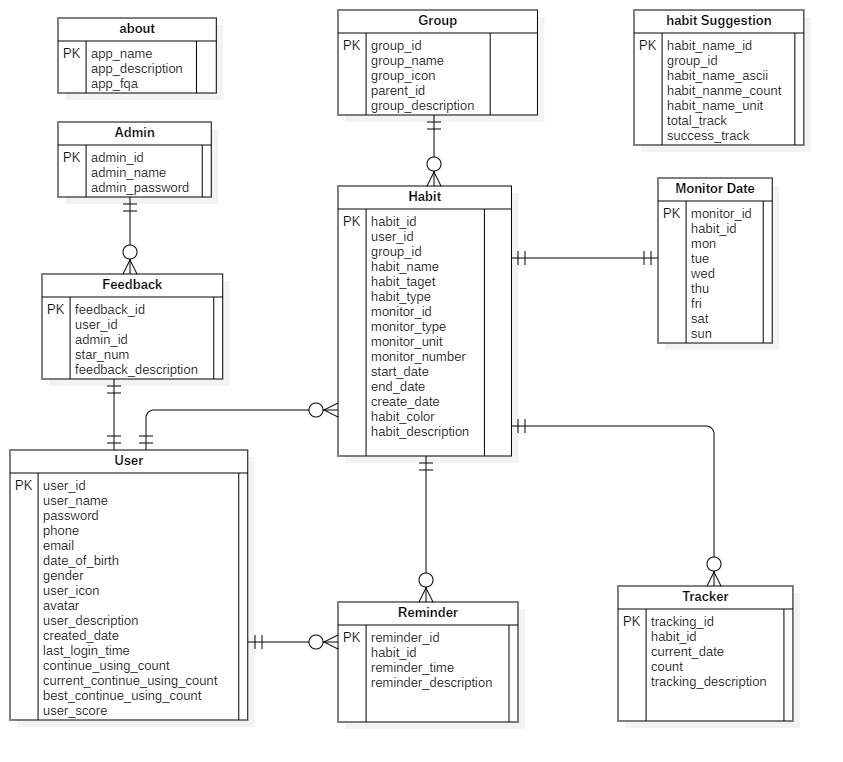 about
PK
app_name
app_description
app_fqa
Group
PK
group_id
group_name
group_icon
parent_id
group_description
habit Suggestion
PK
habit_name_id
group_id
habit_name_ascii
habit_nanme_count
habit_name_unit
total_track
success_track
Admin
PK
admin_id
admin_name
admin_password
Habit
PK
habit_id
user_id
group_id
habit_name
habit_taget
habit_type
monitor_id
monitor_type
monitor_unit
monitor_number
start_date
end_date
create_date
habit_color
habit_description
Monitor Date
PK
monitor_id
habit_id
mon
tue
wed
thu
fri
sat
sun
Feedback
PK
feedback_id
user_id
admin_id
star_num
feedback_description
User
PK
user_id
user_name
password
phone
email
date_of_birth
gender
user_icon
avatar
user_description
created_date
last_login_time
continue_using_count
current_continue_using_count
best_continue_using_count
user_score
Reminder
PK
reminder_id
habit_id
reminder_time
reminder_description
Tracker
PK
tracking_id
habit_id
current_date
count
tracking_description